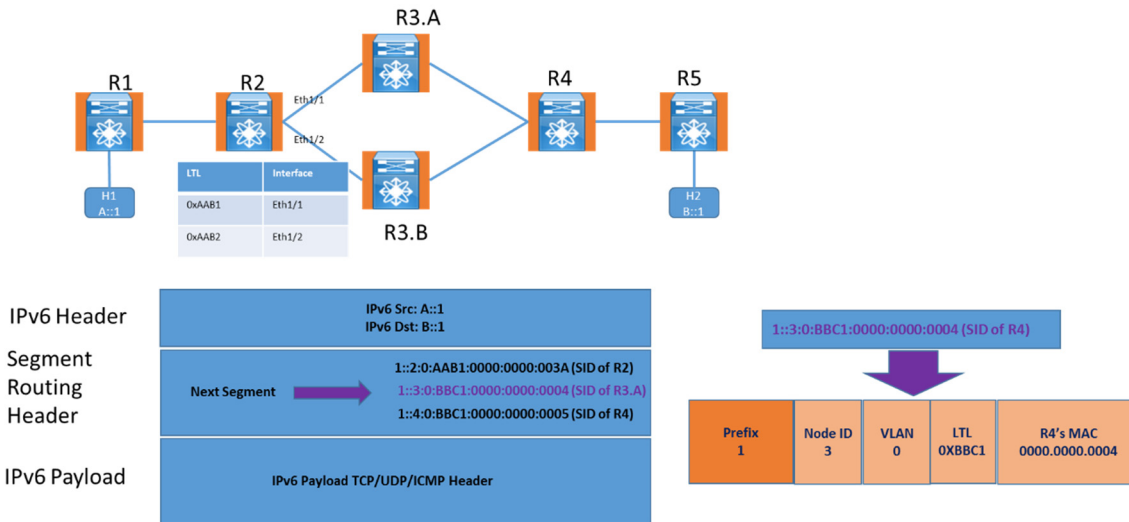 R3.A
R1
R2
R4
R5
Eth1/1
Eth1/2
H1
A::1
LTL Interface
0xAAB1 Eth1/1
0xAAB2 Eth1/2
R3.B
H2
B::1
IPv6 Header
IPv6 Src: A::1
IPv6 Dst: B::1
Segment
Routing
Header
Next Segment
1::2:0:AAB1:0000:0000:003A (SID of R2)
1::3:0:BBC1:0000:0000:0004 (SID of R3.A)
1::4:0:BBC1:0000:0000:0005 (SID of R4)
IPv6 Payload
IPv6 Payload TCP/UDP/ICMP Header
1::3:0:BBC1:0000:0000:0004 (SID of R4)
Prefix
1
Node ID
3
VLAN
0
LTL
0XBBC1
R4's MAC
0000.0000.0004